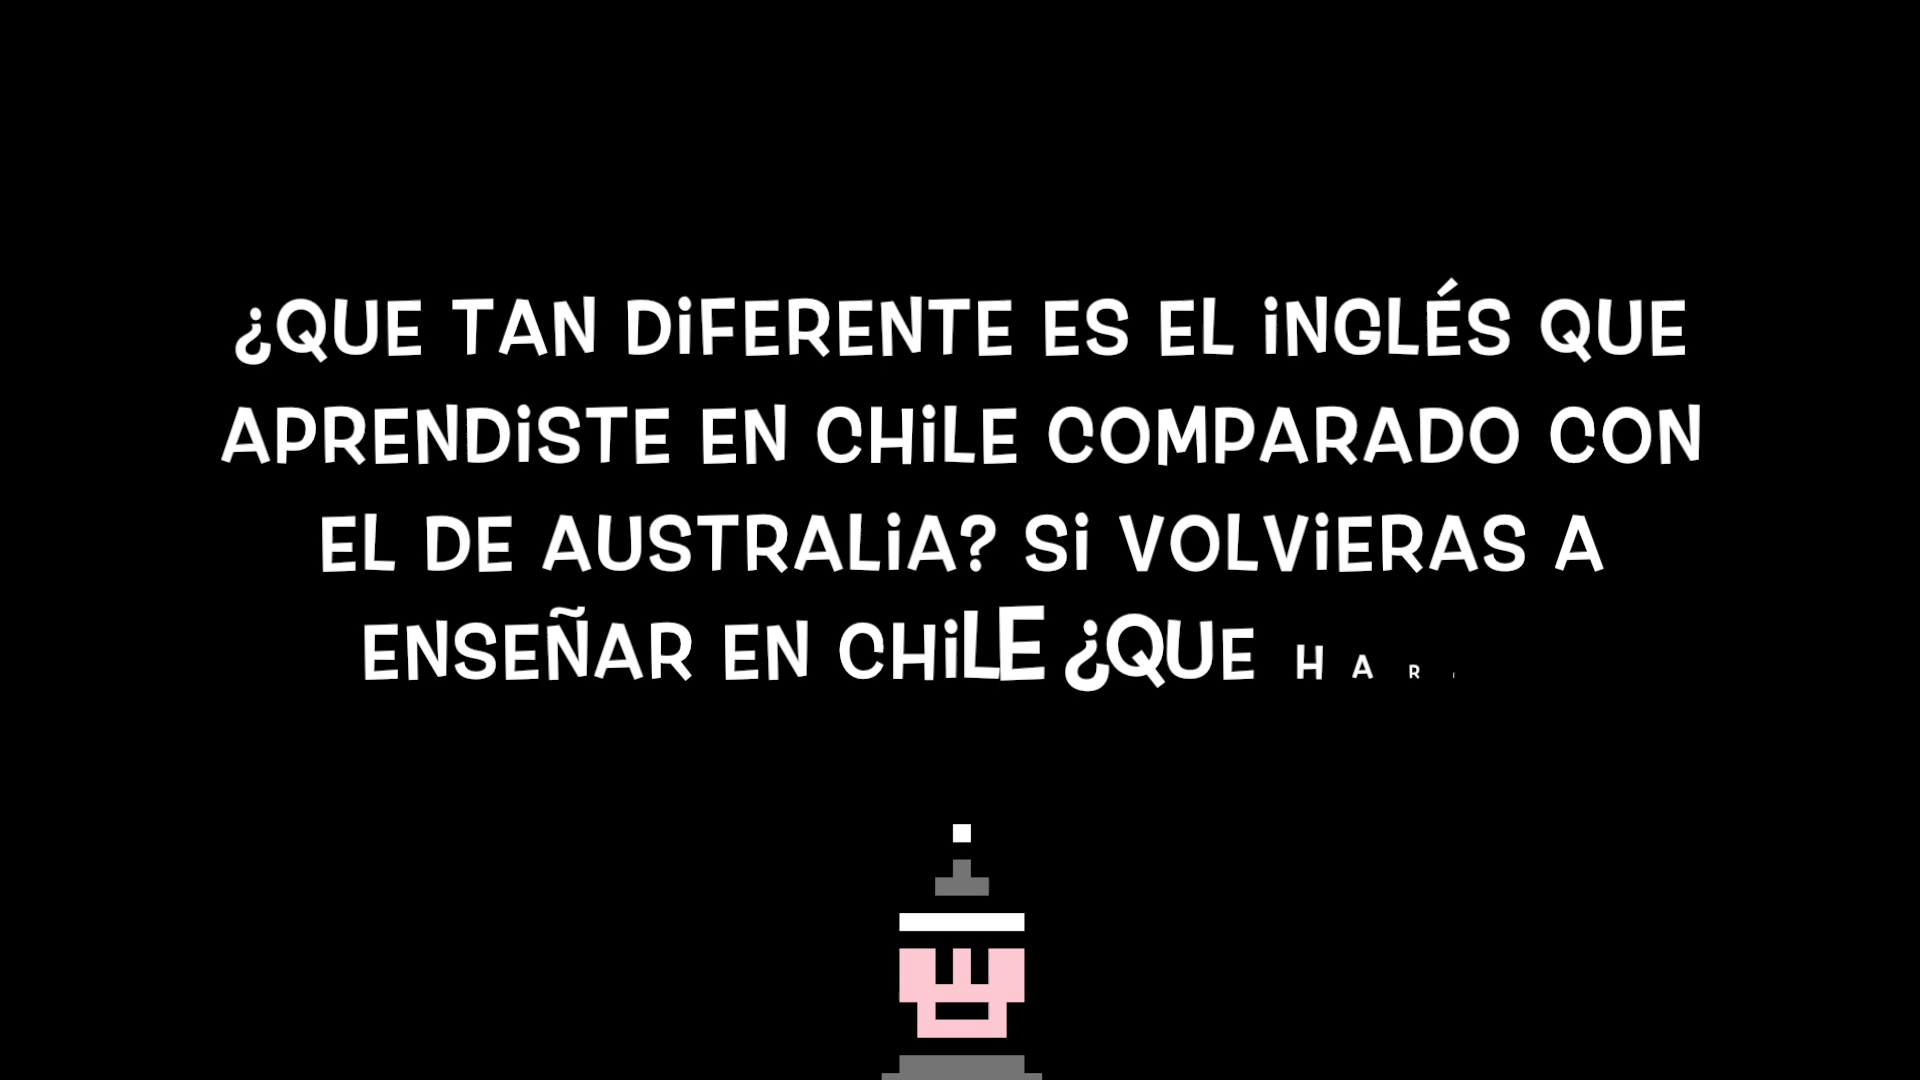 ¿QUE TAN DiFERENTE ES EL iNGLÉS QUE
APRENDiSTE EN CHiLE COMPARADO CON
EL DE AUSTRALiA? Si VOLViERAS A
ENSEÑAR EN CHiLE ¿QUE HAR